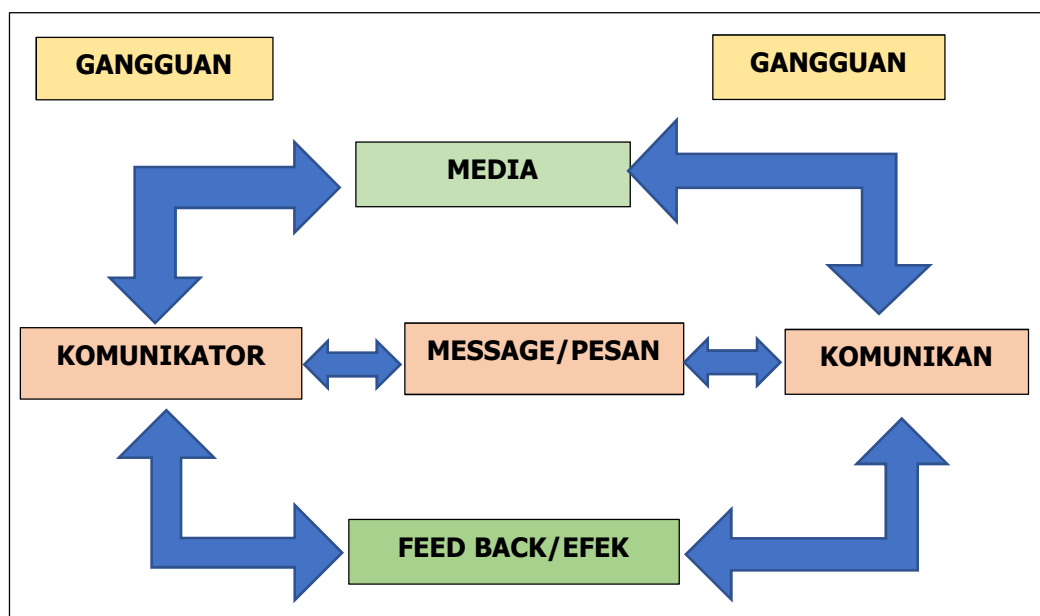 GANGGUAN
GANGGUAN
MEDIA
KOMUNIKATOR
MESSAGE/PESAN
KOMUNIKAN
FEED BACK/EFEK